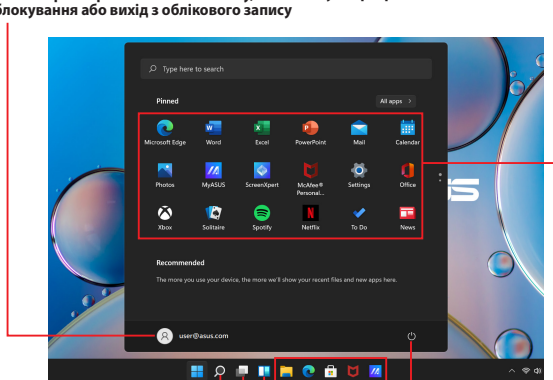 блокування або вихід з облікового запису
Type here to search
Pinned
All apps >
Microsoft Edge
Word
Excel
PowerPoint
Mail
Calendar
Photos
MyASUS
ScreenXpert
McAfee® Personal...
Settings
Office
Xbox
Solitaire
Spotify
Netflix
To Do
News
Recommended
The more you use your device, the more we'll show your recent files and new apps here.
user@asus.com